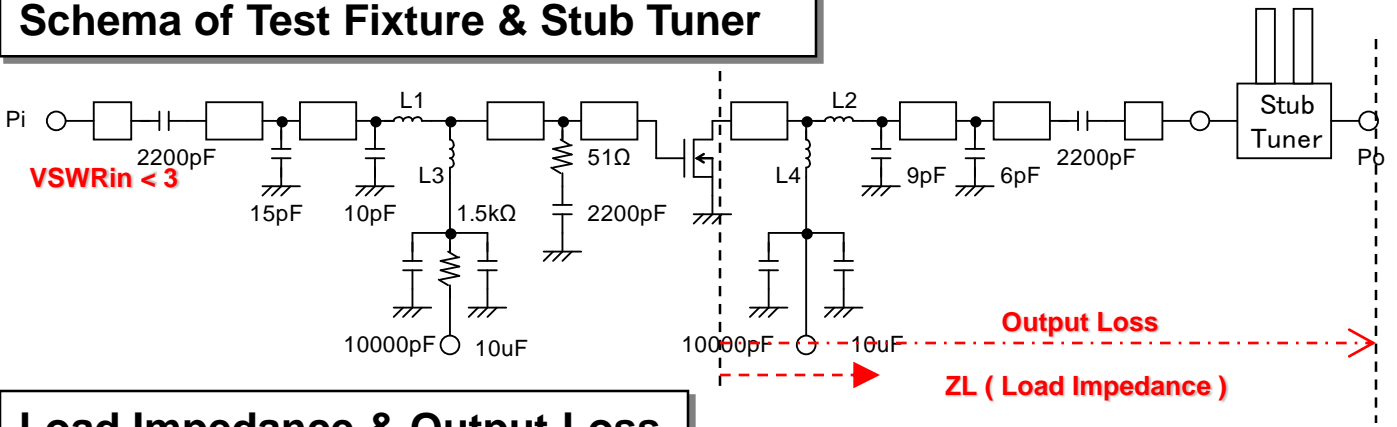 Schema of Test Fixture & Stub Tuner
Pi
2200pF
VSWRin < 3
15pF
10pF
L1
L3
1.5kΩ
51Ω
2200pF
10000pF
10uF
L2
L4
9pF
6pF
2200pF
Stub
Tuner
Po
10000pF
10uF
Output Loss
ZL ( Load Impedance )
Load Impedance & Output Loss